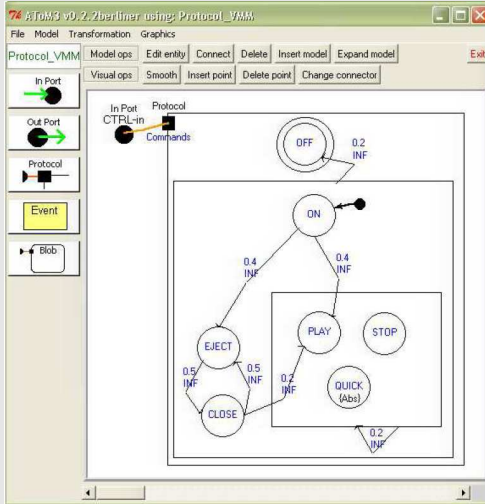 AToM3 v0.2.2berliner using: Protocol_VMM
File Model Transformation Graphics
Protocol_VMM
Model ops Edit entity Connect Delete Insert model Expand model Exit
Visual ops Smooth Insert point Delete point Change connector
In Port
Out Port
Protocol
Event
Blob
In Port
CTRL-in
Protocol
Commands
OFF
0.2
INF
ON
0.4
INF
0.4
INF
EJECT
PLAY
STOP
0.5
INF
0.5
INF
0.2
INF
QUICK
(Abs)
CLOSE
0.2
INF